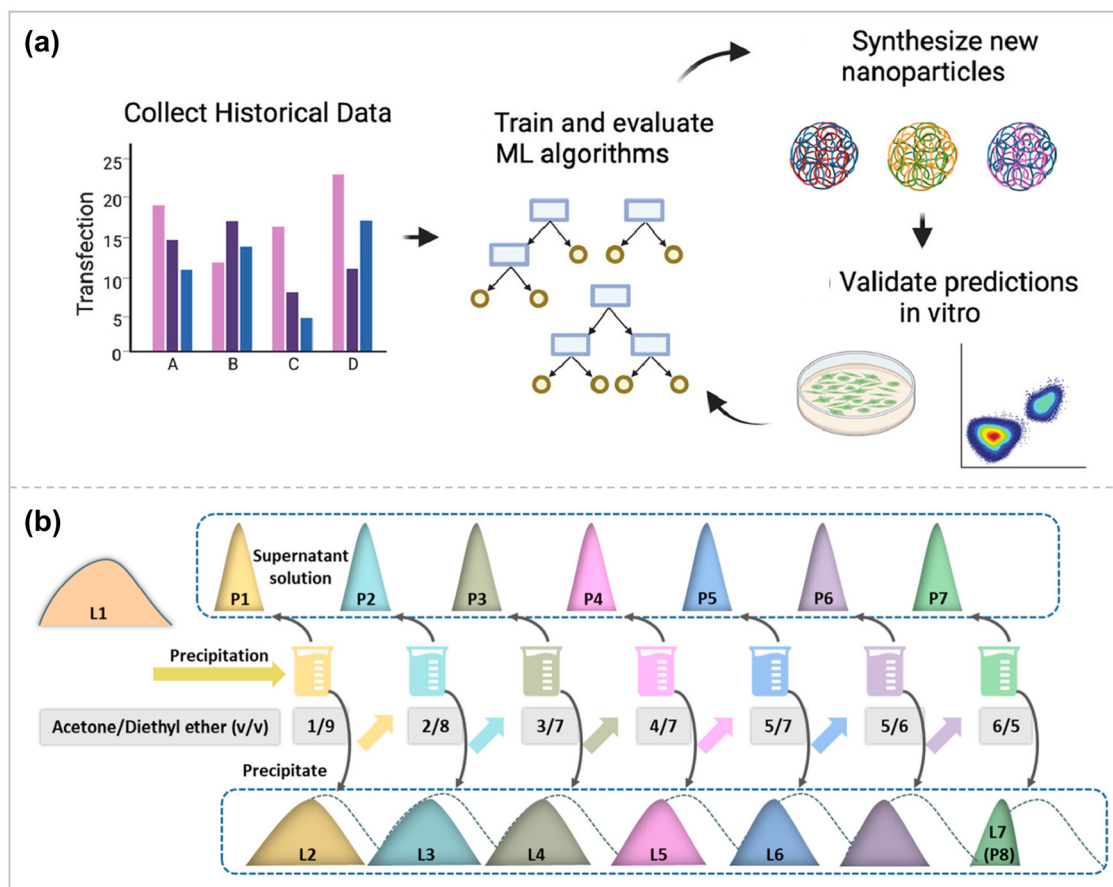 (a)
Collect Historical Data
Transfection
25
20
15
10
5
0
A B C D
Train and evaluate
ML algorithms
Synthesize new
nanoparticles
) Validate predictions
in vitro
(b)
L1
Supernatant
solution
P1 P2 P3 P4 P5 P6 P7
Precipitation
Acetone/Diethyl ether (v/v) 1/9 2/8 3/7 4/7 5/7 5/6 6/5
Precipitate
L2 L3 L4 L5 L6 L7
(P8)